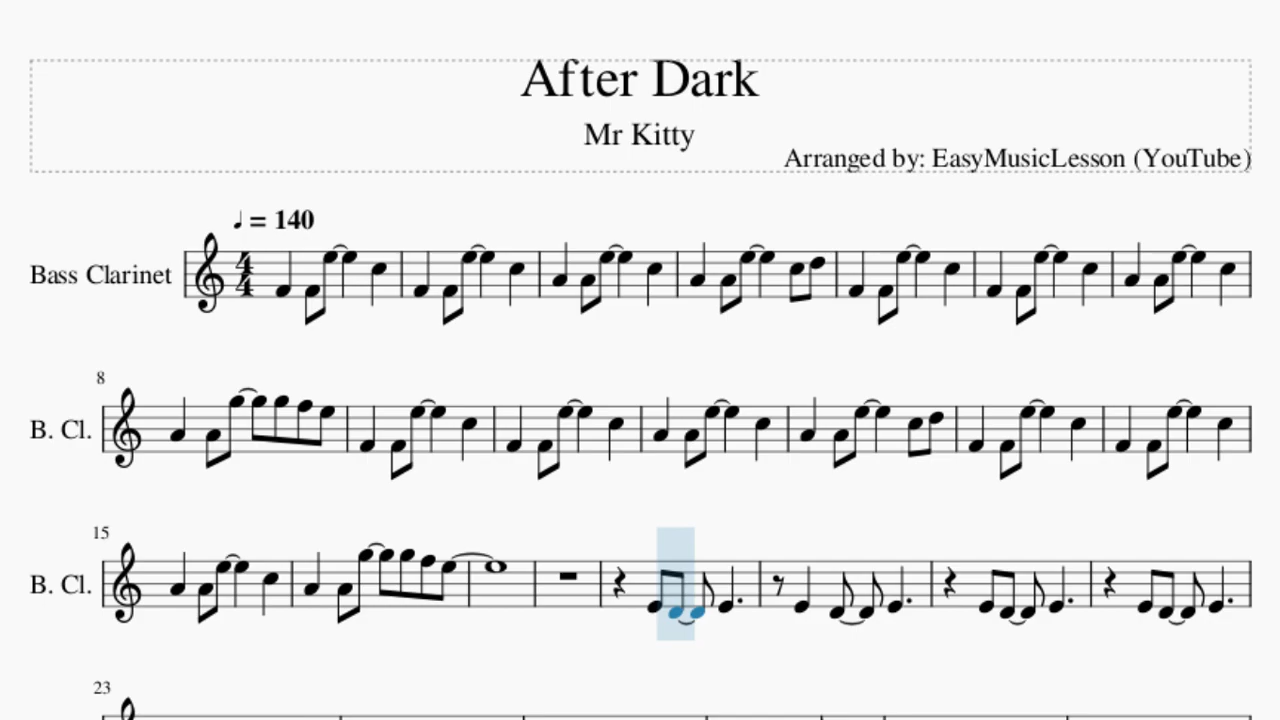 After Dark
Mr Kitty
Arranged by: EasyMusicLesson (YouTube)
♩ = 140
Bass Clarinet
4
4
8
B. Cl.
15
B. Cl.
23